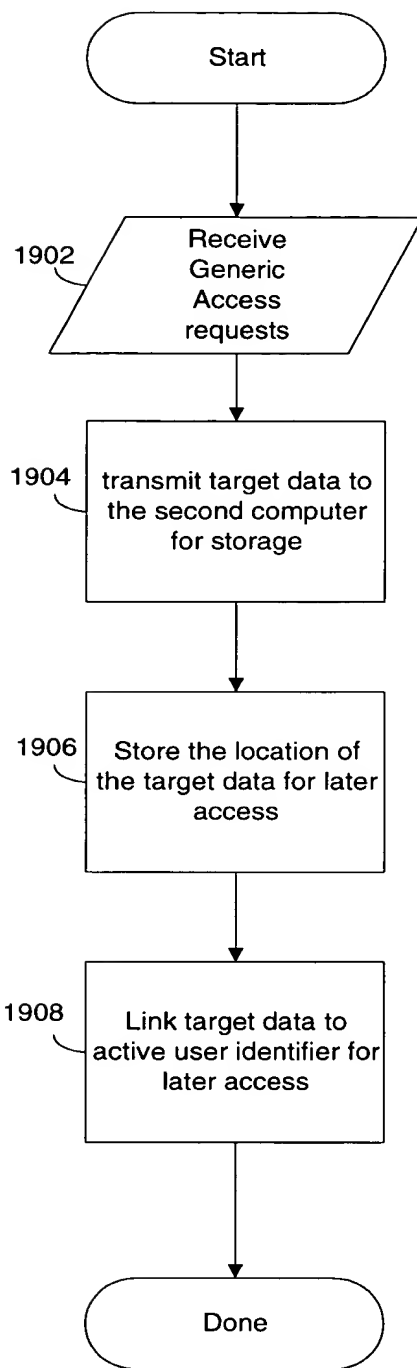 Start
1902
Receive
Generic
Access
requests
1904
transmit target data to
the second computer
for storage
1906
Store the location of
the target data for later
access
1908
Link target data to
active user identifier for
later access
Done